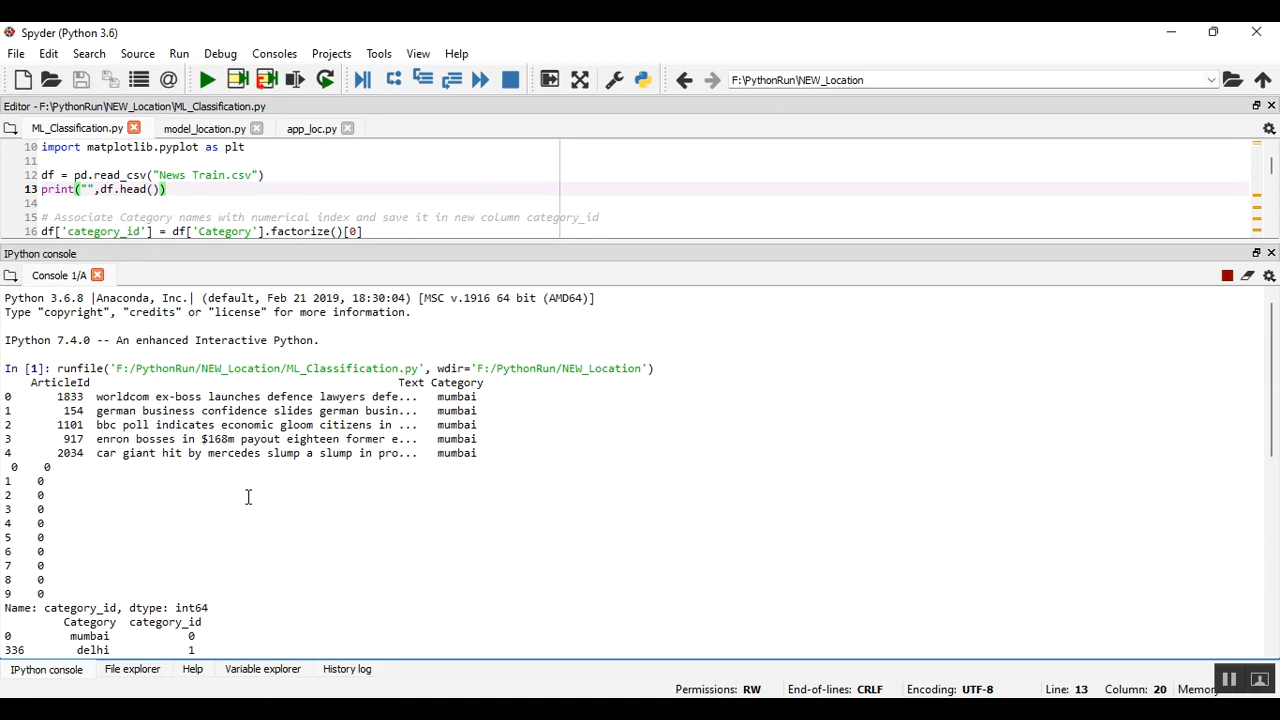 Spyder (Python 3.6)
File Edit Search Source Run Debug Consoles Projects Tools View Help
F:\PythonRun\NEW_Location
Editor - F:\PythonRun\NEW_Location\ML_Classification.py
ML_Classification.py model_location.py app_loc.py
10 import matplotlib.pyplot as plt
11
12 df = pd.read_csv("News Train.csv")
13 print("",df.head())
14
15 # Associate Category names with numerical index and save it in new column category_id
16 df['category_id'] = df['Category'].factorize()[0]
IPython console
Console 1/A
Python 3.6.8 |Anaconda, Inc.| (default, Feb 21 2019, 18:30:04) [MSC v.1916 64 bit (AMD64)]
Type "copyright", "credits" or "license" for more information.
IPython 7.4.0 -- An enhanced Interactive Python.
In [1]: runfile('F:/PythonRun/NEW_Location/ML_Classification.py', wdir='F:/PythonRun/NEW_Location')
ArticleId Text Category
0 1833 worldcom ex-boss launches defence lawyers defe... mumbai
1 154 german business confidence slides german busin... mumbai
2 1101 bbc poll indicates economic gloom citizens in ... mumbai
3 917 enron bosses in $168m payout eighteen former e... mumbai
4 2034 car giant hit by mercedes slump a slump in pro... mumbai
0 0
1 0
2 0
3 0
4 0
5 0
6 0
7 0
8 0
9 0
Name: category_id, dtype: int64
Category category_id
0 mumbai 0
336 delhi 1
IPython console File explorer Help Variable explorer History log
Permissions: RW End-of-lines: CRLF Encoding: UTF-8 Line: 13 Column: 20 Memory